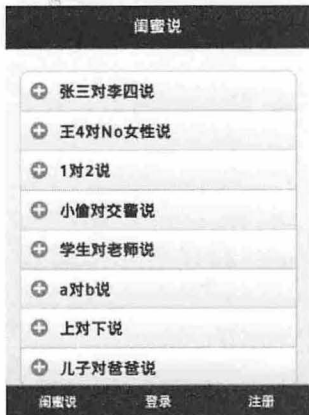 闺蜜说
张三对李四说
王4对No女性说
1对2说
小偷对交警说
学生对老师说
a对b说
上对下说
儿子对爸爸说
闺蜜说 登录 注册